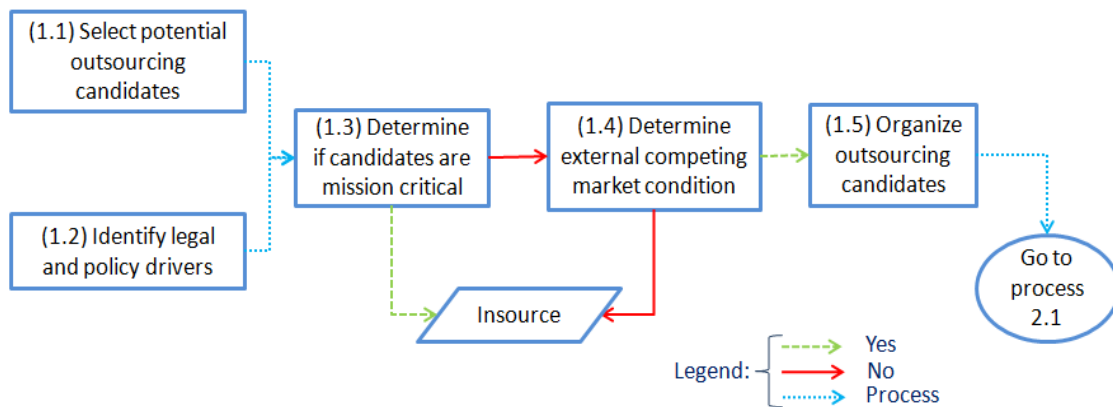 (1.1) Select potential
outsourcing
candidates
(1.2) Identify legal
and policy drivers
(1.3) Determine
if candidates are
mission critical
(1.4) Determine
external competing
market condition
(1.5) Organize
outsourcing
candidates
Insource
Go to
process
2.1
Legend:
Yes
No
Process